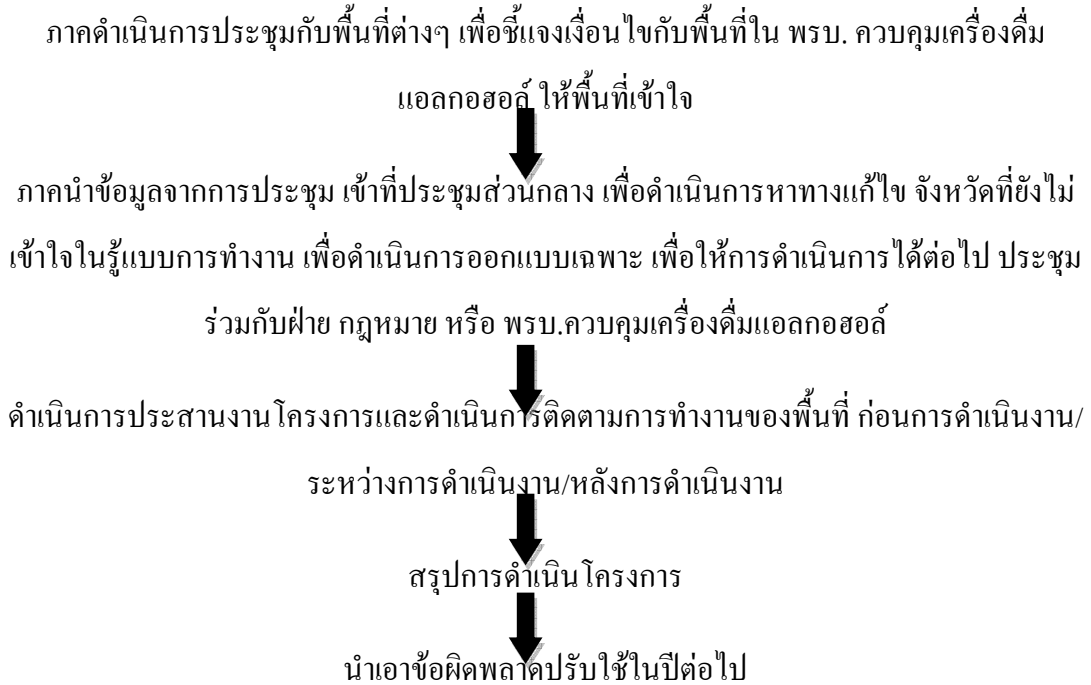 ภาคดำเนินการประชุมกับพื้นที่ต่างๆ เพื่อชี้แจงเงื่อนไขกับพื้นที่ใน พรบ. ควบคุมเครื่องดื่ม
แอลกอฮอล์ ให้พื้นที่เข้าใจ
ภาคนำข้อมูลจากการประชุม เข้าที่ประชุมส่วนกลาง เพื่อดำเนินการหาทางแก้ไข จังหวัดที่ยังไม่
เข้าใจในรู้แบบการทำงาน เพื่อดำเนินการออกแบบเฉพาะ เพื่อให้การดำเนินการได้ต่อไป ประชุม
ร่วมกับฝ่าย กฎหมาย หรือ พรบ.ควบคุมเครื่องดื่มแอลกอฮอล์
ดำเนินการประสานงานโครงการและดำเนินการติดตามการทำงานของพื้นที่ ก่อนการดำเนินงาน/
ระหว่างการดำเนินงาน/หลังการดำเนินงาน
สรุปการดำเนินโครงการ
นำเอาข้อผิดพลาดปรับใช้ในปีต่อไป